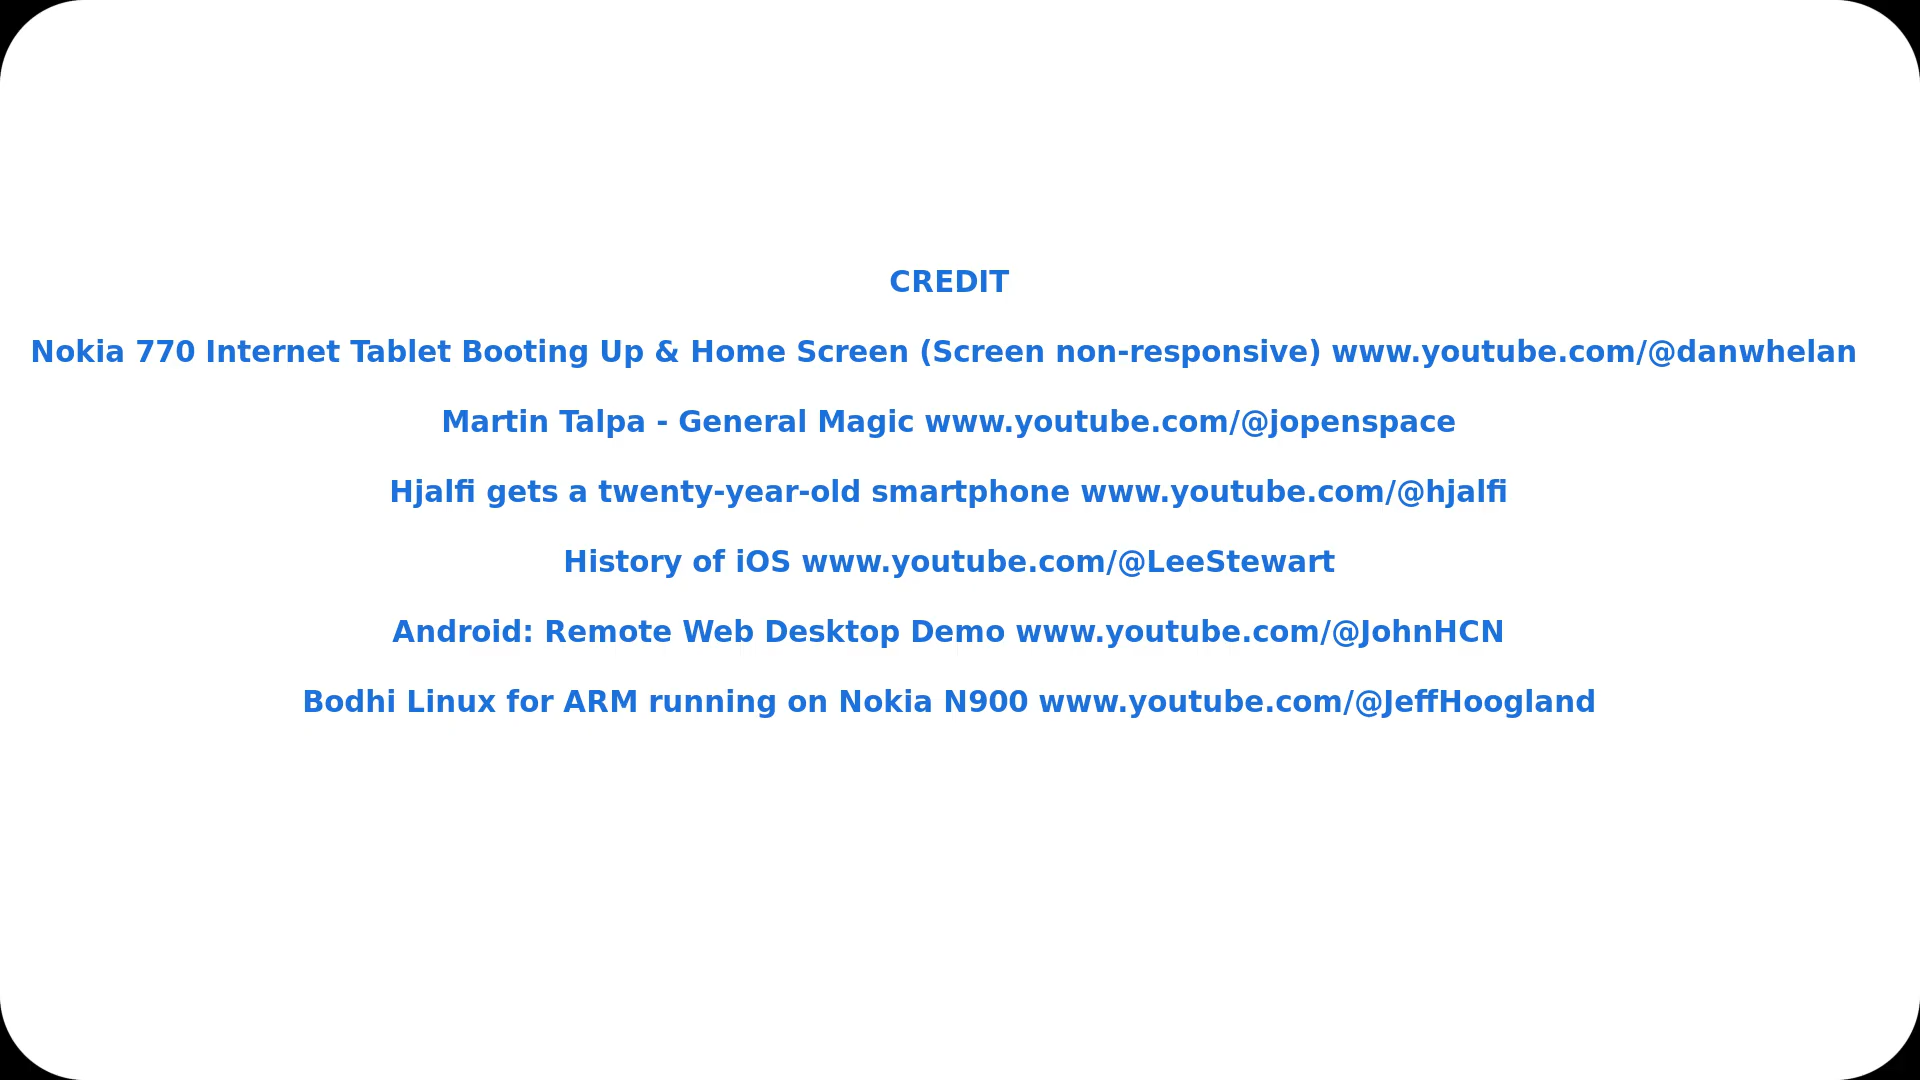 CREDIT
Nokia 770 Internet Tablet Booting Up & Home Screen (Screen non-responsive) www.youtube.com/@danwhelan
Martin Talpa - General Magic www.youtube.com/@jopenspace
Hjalfi gets a twenty-year-old smartphone www.youtube.com/@hjalfi
History of iOS www.youtube.com/@LeeStewart
Android: Remote Web Desktop Demo www.youtube.com/@JohnHCN
Bodhi Linux for ARM running on Nokia N900 www.youtube.com/@JeffHoogland